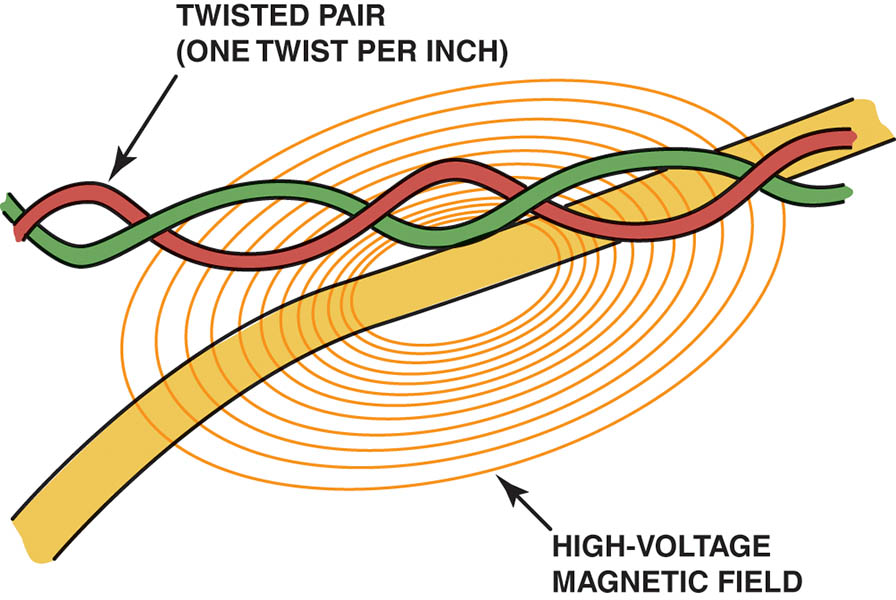 TWISTED PAIR
(ONE TWIST PER INCH)
HIGH-VOLTAGE
MAGNETIC FIELD